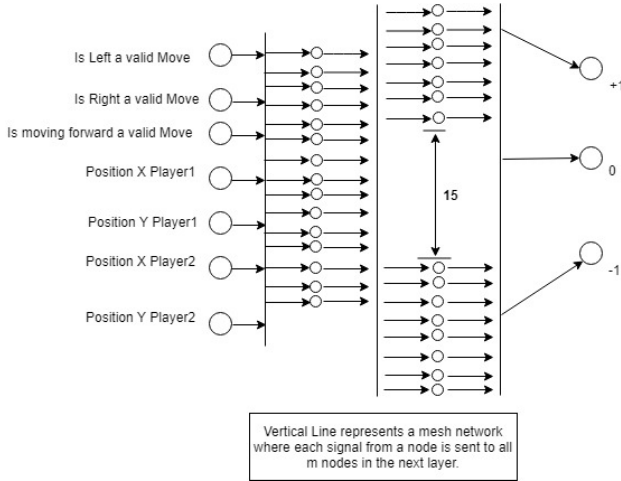 Is Left a valid Move
Is Right a valid Move
Is moving forward a valid Move
Position X Player1
Position Y Player1
Position X Player2
Position Y Player2
15
+1
0
-1
Vertical Line represents a mesh network
where each signal from a node is sent to all
m nodes in the next layer.